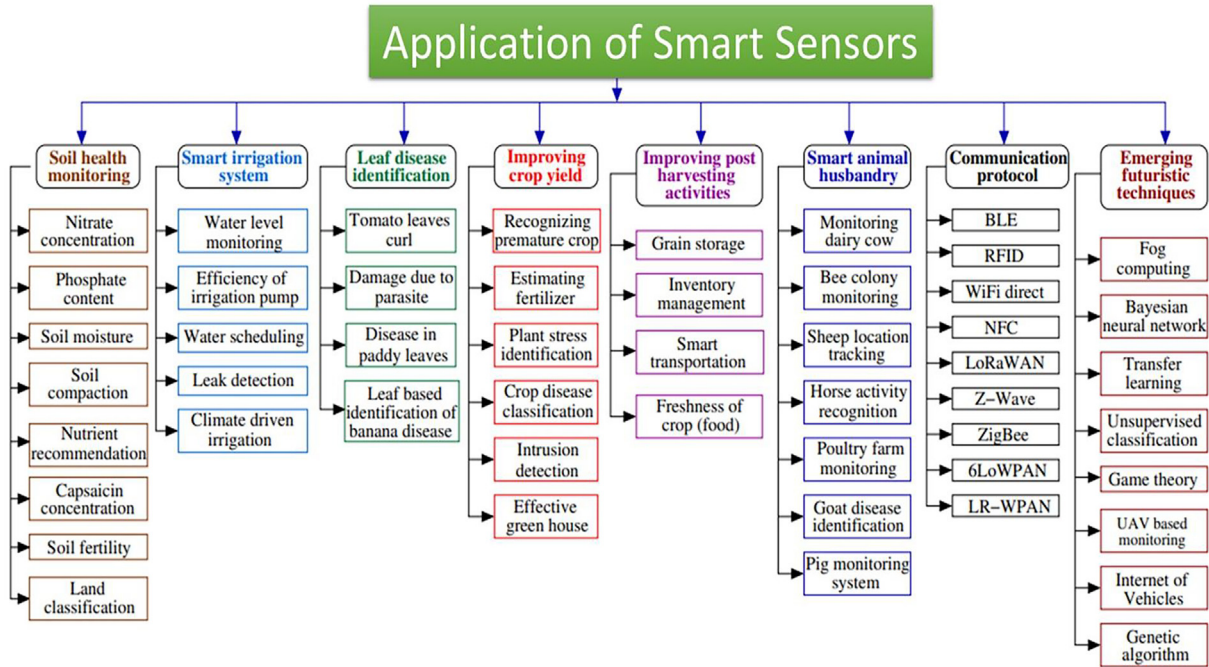 Application of Smart Sensors
Soil health
monitoring
Nitrate
concentration
Phosphate
content
Soil moisture
Soil
compaction
Nutrient
recommendation
Capsaicin
concentration
Soil fertility
Land
classification
Smart irrigation
system
Water level
monitoring
Efficiency of
irrigation pump
Water scheduling
Leak detection
Climate driven
irrigation
Leaf disease
identification
Tomato leaves
curl
Damage due to
parasite
Disease in
paddy leaves
Leaf based
identification of
banana disease
Improving
crop yield
Recognizing
premature crop
Estimating
fertilizer
Plant stress
identification
Crop disease
classification
Intrusion
detection
Effective
green house
Improving post
harvesting
activities
Grain storage
Inventory
management
Smart
transportation
Freshness of
crop (food)
Smart animal
husbandry
Monitoring
dairy cow
Bee colony
monitoring
Sheep location
tracking
Horse activity
recognition
Poultry farm
monitoring
Goat disease
identification
Pig monitoring
system
Communication
protocol
BLE
RFID
WiFi direct
NFC
LoRaWAN
Z-Wave
ZigBee
6LoWPAN
LR-WPAN
Emerging
futuristic
techniques
Fog
computing
Bayesian
neural network
Transfer
learning
Unsupervised
classification
Game theory
UAV based
monitoring
Internet of
Vehicles
Genetic
algorithm